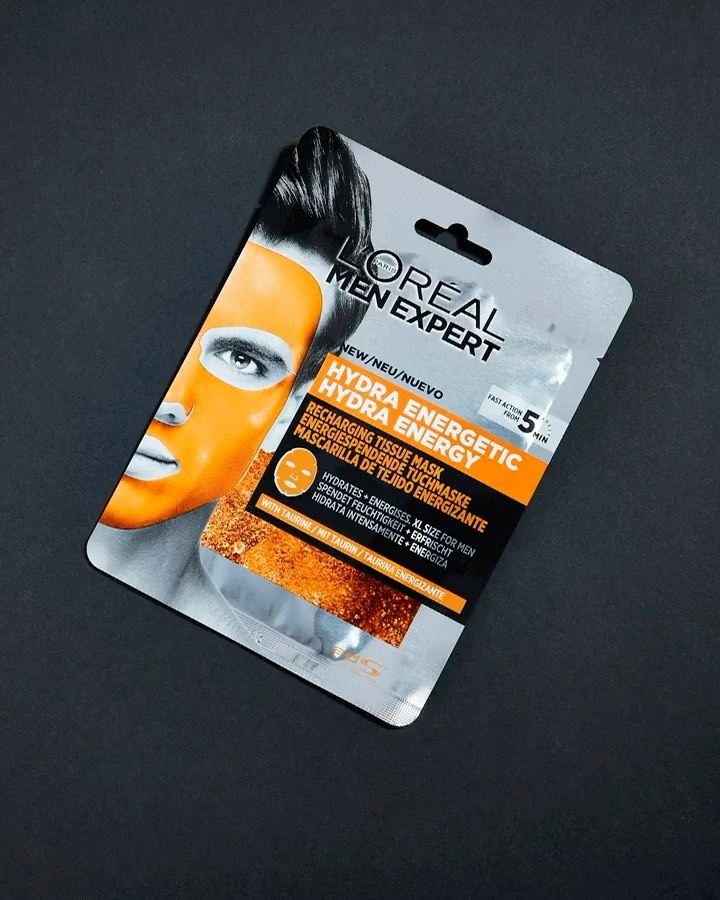 L'ORÉAL
PARIS
MEN EXPERT
NEW/NEU/NUEVO
HYDRA ENERGETIC
HYDRA ENERGY
FAST ACTION
FROM 5 MIN
RECHARGING TISSUE MASK
ENERGIESPENDENDE TUCHMASKE
MASCARILLA DE TEJIDO ENERGIZANTE
HYDRATES + ENERGISES. XL SIZE FOR MEN
SPENDET FEUCHTIGKEIT + ERFRISCHT
HIDRATA INTENSAMENTE + ENERGIZA
WITH TAURINE / MIT TAURIN / TAURINA ENERGIZANTE